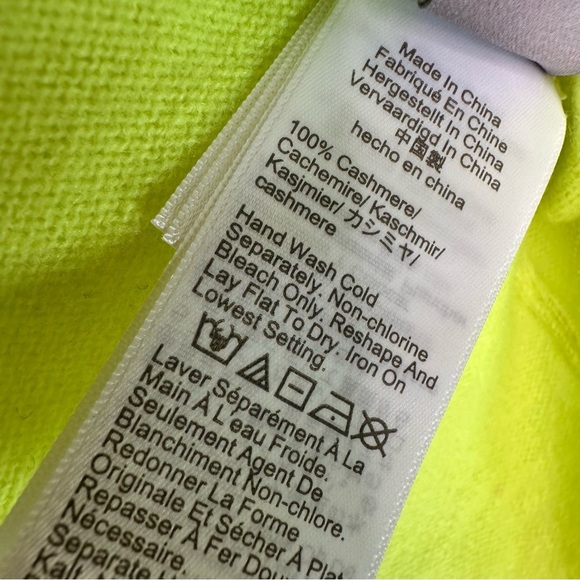 Made In China
Fabriqué En Chine
Hergestellt In China
Vervaardigd In China
中國製
hecho en china
100% Cashmere/
Cachemire/ Kaschmir/
Kasjmier/ カシミヤ/
cashmere
Hand Wash Cold
Separately. Non-chlorine
Bleach Only. Reshape And
Lay Flat To Dry. Iron On
Lowest Setting.
Laver Séparément À La
Main À L'eau Froide.
Seulement Agent De
Blanchiment Non-chlore.
Redonner La Forme
Originale Et Sécher À Plat
Nécessaire.
Repasser À Fer Doux
Separate
Kalt.